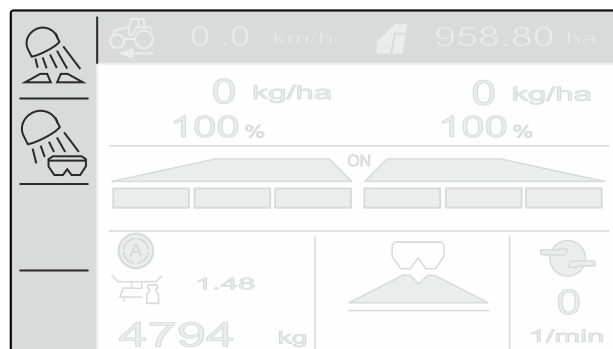 0.0 km/h 958.80 ha
0 kg/ha 0 kg/ha
100 % 100 %
ON
A
1.48
0
4794 kg 1/min